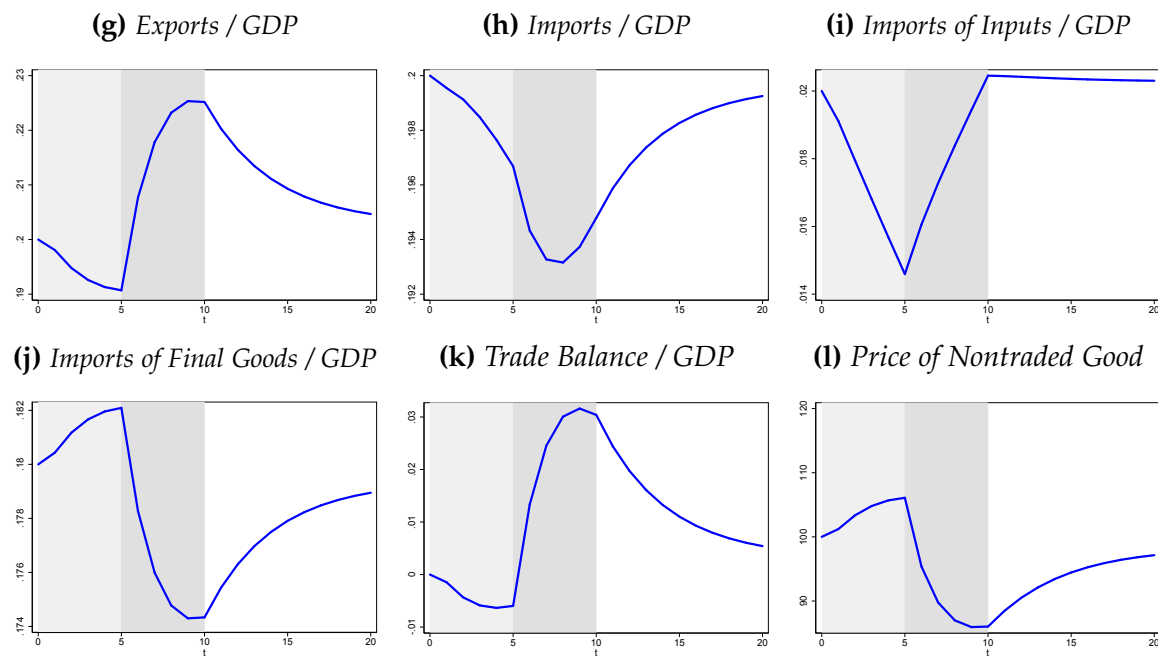 (g) Exports / GDP
(h) Imports / GDP
(i) Imports of Inputs / GDP
.23
.22
.21
.2
.19
0 5 10 15 20
t
.2
.198
.196
.194
.192
0 5 10 15 20
t
.02
.018
.016
.014
0 5 10 15 20
t
(j) Imports of Final Goods / GDP
(k) Trade Balance / GDP
(l) Price of Nontraded Good
.182
.18
.178
.176
.174
0 5 10 15 20
t
.03
.02
.01
0
-.01
0 5 10 15 20
t
120
110
100
90
0 5 10 15 20
t